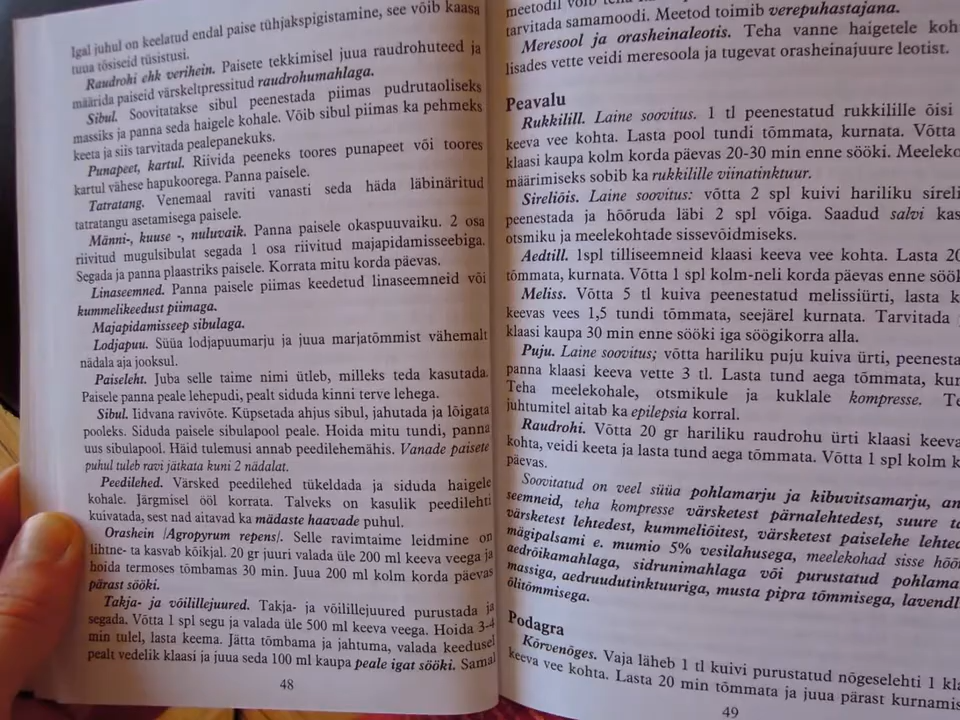 Igal juhul on keelatud endal paise tühjakspigistamine, see võib kaasa
tuua tõsiseid tüsistusi.
Raudrohi ehk verihein. Paisete tekkimisel juua raudrohuteed ja
määrida paiseid värskeltpressitud raudrohumahlaga.
Sibul. Soovitatakse sibul peenestada piimas pudrutaoliseks
massiks ja panna seda haigele kohale. Võib sibul piimas ka pehmeks
keeta ja siis tarvitada pealepanekuks.
Punapeet, kartul. Riivida peeneks toores punapeet või toores
kartul vähese hapukoorega. Panna paisele.
Tatratang. Venemaal raviti vanasti seda häda läbinäritud
tatratangu asetamisega paisele.
Männi-, kuuse -, nuluvaik. Panna paisele okaspuuvaiku. 2 osa
riivitud mugulsibulat segada 1 osa riivitud majapidamisseebiga.
Segada ja panna plaastriks paisele. Korrata mitu korda päevas.
Linaseemned. Panna paisele piimas keedetud linaseemneid või
kummelikeedust piimaga.
Majapidamisseep sibulaga.
Lodjapuu. Süüa lodjapuumarju ja juua marjatõmmist vähemalt
nädala aja jooksul.
Paiseleht. Juba selle taime nimi ütleb, milleks teda kasutada.
Paisele panna peale lehepudi, pealt siduda kinni terve lehega.
Sibul. Iidvana ravivõte. Küpsetada ahjus sibul, jahutada ja lõigata
pooleks. Siduda paisele sibulapool peale. Hoida mitu tundi, panna
uus sibulapool. Häid tulemusi annab peedilehemähis. Vanade paisete
puhul tuleb ravi jätkata kuni 2 nädalat.
Peedilehed. Värsked peedilehed tükeldada ja siduda haigele
kohale. Järgmisel ööl korrata. Talveks on kasulik peedilehti
kuivatada, sest nad aitavad ka mädaste haavade puhul.
Orashein /Agropyrum repens/. Selle ravimtaime leidmine on
lihtne- ta kasvab kõikjal. 20 gr juuri valada üle 200 ml keeva veega ja
hoida termoses tõmbamas 30 min. Juua 200 ml kolm korda päevas
pärast sööki.
Takja- ja võilillejuured. Takja- ja võilillejuured purustada ja
segada. Võtta 1 spl segu ja valada üle 500 ml keeva veega. Hoida 3-4
min tulel, lasta keema. Jätta tõmbama ja jahtuma, valada keedusel
pealt vedelik klaasi ja juua seda 100 ml kaupa peale igat sööki. Samal
48
meetodil võib
tarvitada samamoodi. Meetod toimib verepuhastajana.
Meresool ja orasheinaleotis. Teha vanne haigetele
lisades vette veidi meresoola ja tugevat orasheinajuure leotist.
Peavalu
Rukkilill. Laine soovitus. 1 tl peenestatud rukkilille õisi
keeva vee kohta. Lasta pool tundi tõmmata, kurnata. Võtta
klaasi kaupa kolm korda päevas 20-30 min enne sööki.
määrimiseks sobib ka rukkilille viinatinktuur.
Sireliõis. Laine soovitus: võtta 2 spl kuivi hariliku
peenestada ja hõõruda läbi 2 spl võiga. Saadud salvi
otsmiku ja meelekohtade sissevõidmiseks.
Aedtill. 1spl tilliseemneid klaasi keeva vee kohta. Lasta
tõmmata, kurnata. Võtta 1 spl kolm-neli korda päevas enne
Meliss. Võtta 5 tl kuiva peenestatud melissiürti, lasta
keevas vees 1,5 tundi tõmmata, seejärel kurnata. Tarvitada
klaasi kaupa 30 min enne sööki iga söögikorra alla.
Puju. Laine soovitus; võtta hariliku puju kuiva ürti,
panna klaasi keeva vette 3 tl. Lasta tund aega tõmmata,
Teha meelekohale, otsmikule ja kuklale kompresse.
juhtumitel aitab ka epilepsia korral.
Raudrohi. Võtta 20 gr hariliku raudrohu ürti klaasi keeva
kohta, veidi keeta ja lasta tund aega tõmmata. Võtta 1 spl kolm
päevas.
Soovitatud on veel süüa pohlamarju ja kibuvitsamarju,
seemneid, teha kompresse värsketest pärnalehtedest, suure
värsketest lehtedest, kummeliõitest, värsketest paiselehe
mägipalsami e. mumio 5% vesilahusega, meelekohad sisse
aedrõikamahlaga, sidrunimahlaga või purustatud
massiga, aedruudutinktuuriga, musta pipra tõmmisega,
õlitõmmisega.
Podagra
Kõrvenõges. Vaja läheb 1 tl kuivi purustatud nõgeselehti 1
keeva vee kohta. Lasta 20 min tõmmata ja juua pärast
49